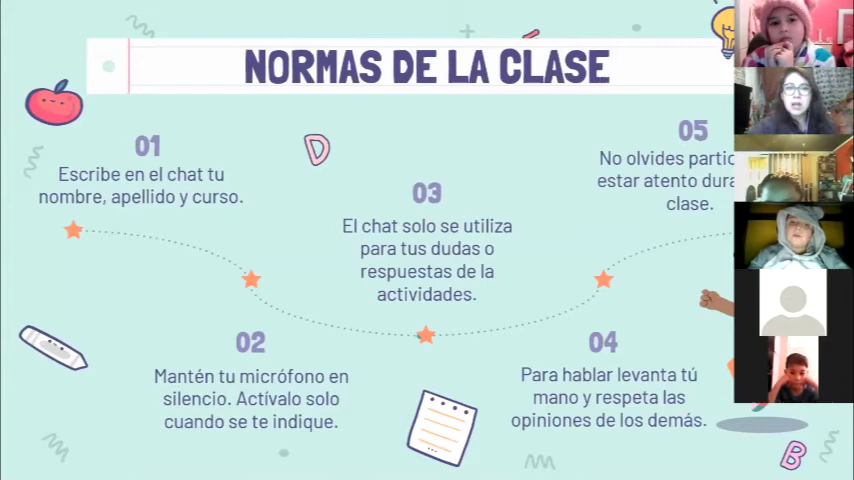 NORMAS DE LA CLASE
01
Escribe en el chat tu
nombre, apellido y curso.
02
Mantén tu micrófono en
silencio. Actívalo solo
cuando se te indique.
03
El chat solo se utiliza
para tus dudas o
respuestas de la
actividades.
04
Para hablar levanta tú
mano y respeta las
opiniones de los demás.
05
No olvides
estar atento
clase.
D
B